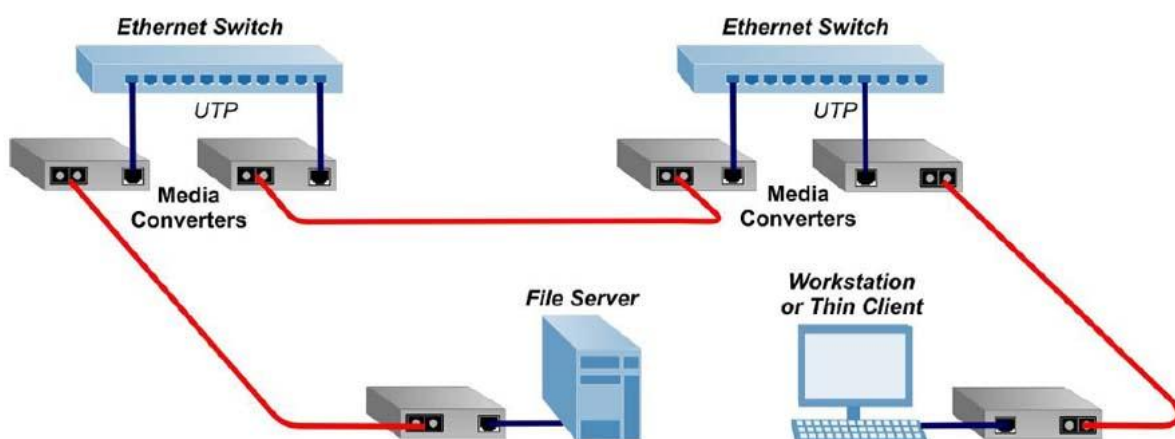 Ethernet Switch
Ethernet Switch
UTP
UTP
Media
Converters
Media
Converters
File Server
Workstation
or Thin Client